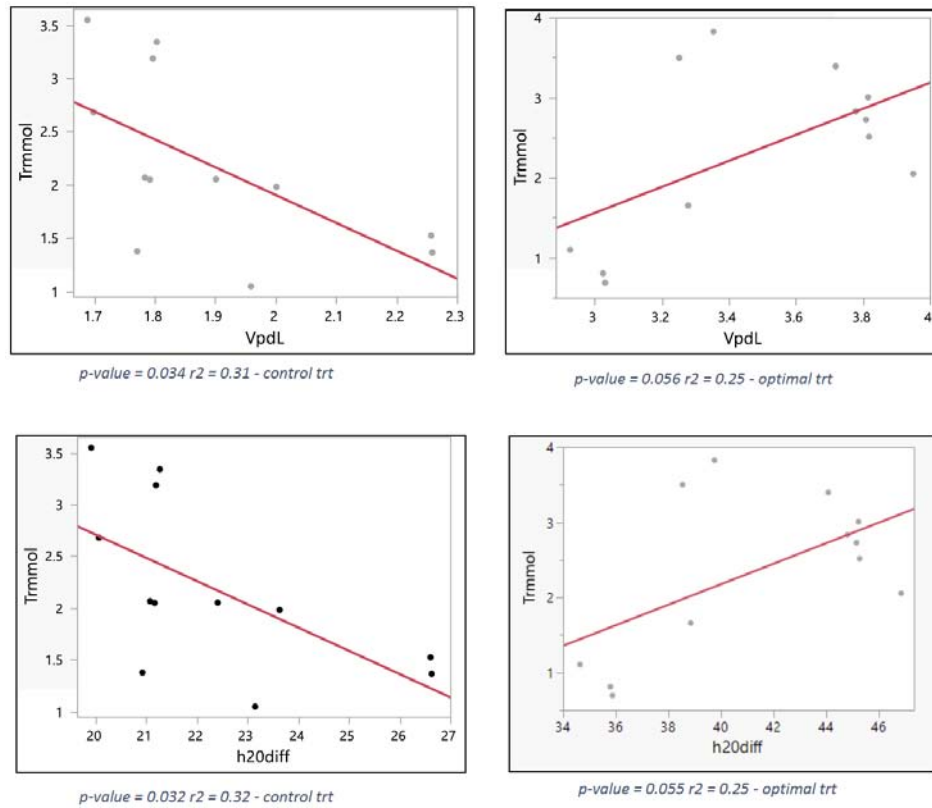 3.5
3
2.5
2
1.5
1
Trmmol
1.7 1.8 1.9 2 2.1 2.2 2.3
VpdL
p-value = 0.034 r2 = 0.31 - control trt
4
3
2
1
Trmmol
3 3.2 3.4 3.6 3.8 4
VpdL
p-value = 0.056 r2 = 0.25 - optimal trt
3.5
3
2.5
2
1.5
1
Trmmol
20 21 22 23 24 25 26 27
h20diff
p-value = 0.032 r2 = 0.32 - control trt
4
3
2
1
Trmmol
34 36 38 40 42 44 46
h20diff
p-value = 0.055 r2 = 0.25 - optimal trt